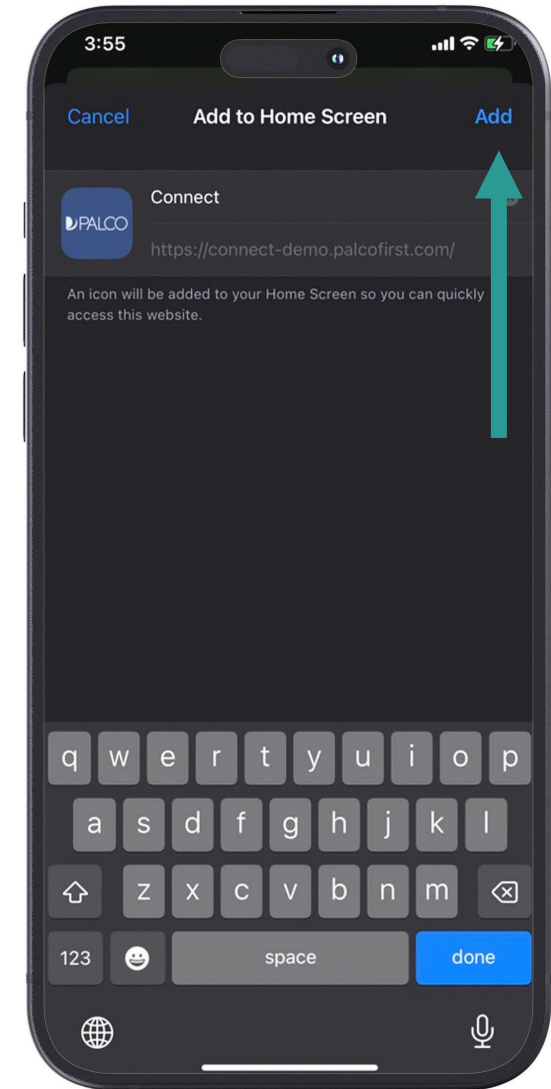 3:55
Cancel Add to Home Screen Add
Connect
PALCO
https://connect-demo.palcofirst.com/
An icon will be added to your Home Screen so you can quickly
access this website.
q w e r t y u i o p
a s d f g h j k l
z x c v b n m
123 space done